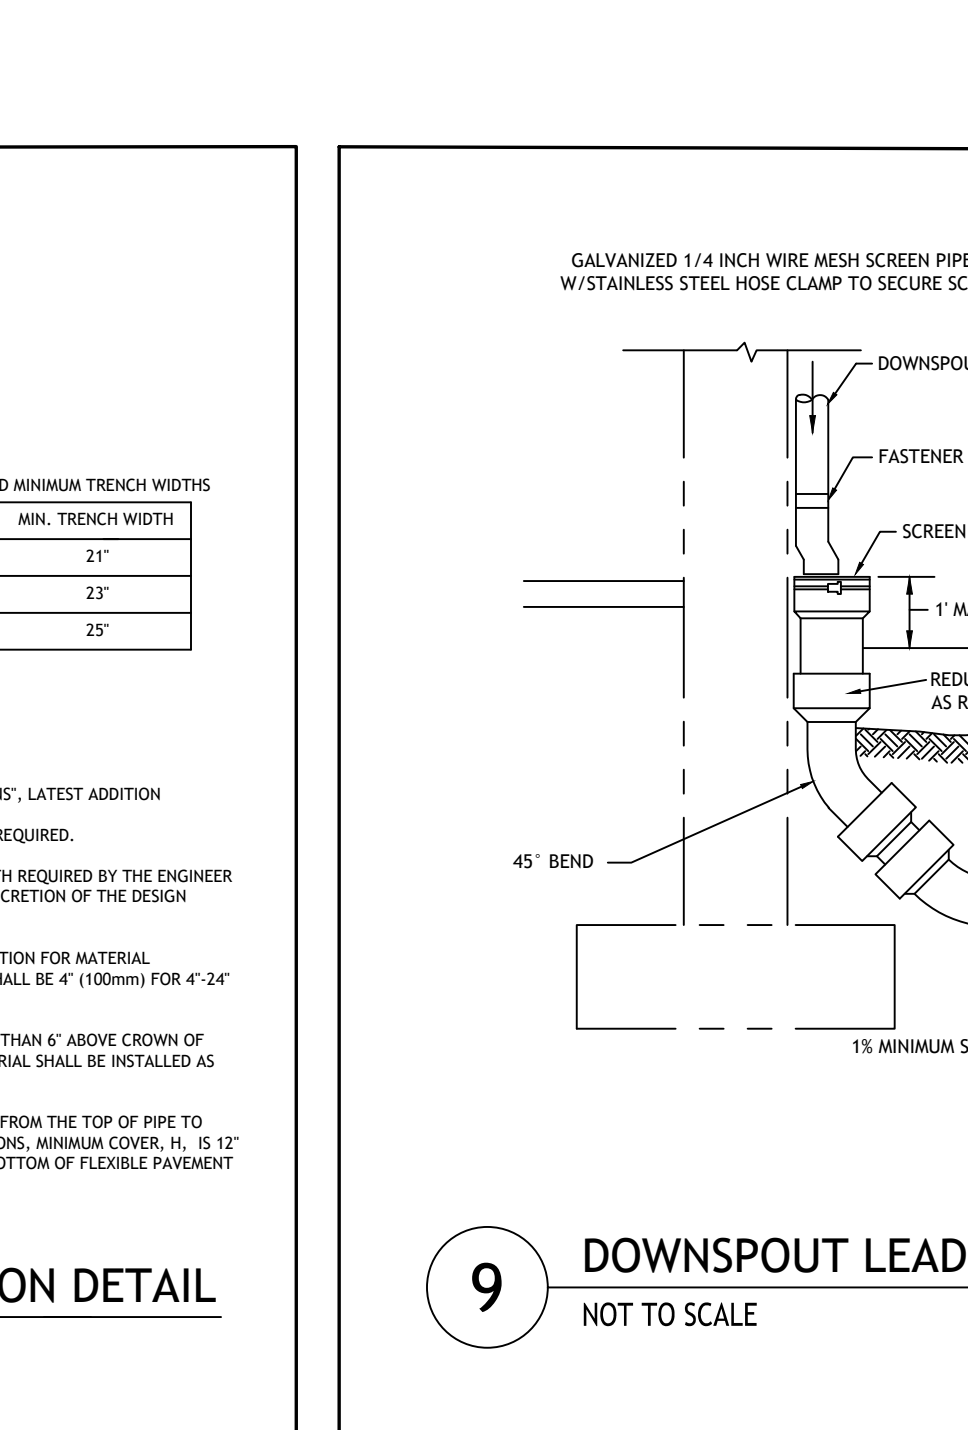 D MINIMUM TRENCH WIDTHS
MIN. TRENCH WIDTH
21"
23"
25"
NS", LATEST ADDITION
REQUIRED.
TH REQUIRED BY THE ENGINEER
CRETION OF THE DESIGN
TION FOR MATERIAL
HALL BE 4" (100mm) FOR 4"-24"
THAN 6" ABOVE CROWN OF
RIAL SHALL BE INSTALLED AS
FROM THE TOP OF PIPE TO
ONS, MINIMUM COVER, H, IS 12"
OTTOM OF FLEXIBLE PAVEMENT
ON DETAIL
GALVANIZED 1/4 INCH WIRE MESH SCREEN PIPE
W/STAINLESS STEEL HOSE CLAMP TO SECURE SC
DOWNSPOU
FASTENER
SCREEN
1' MA
REDU
AS R
45° BEND
1% MINIMUM S
9
DOWNSPOUT LEAD
NOT TO SCALE